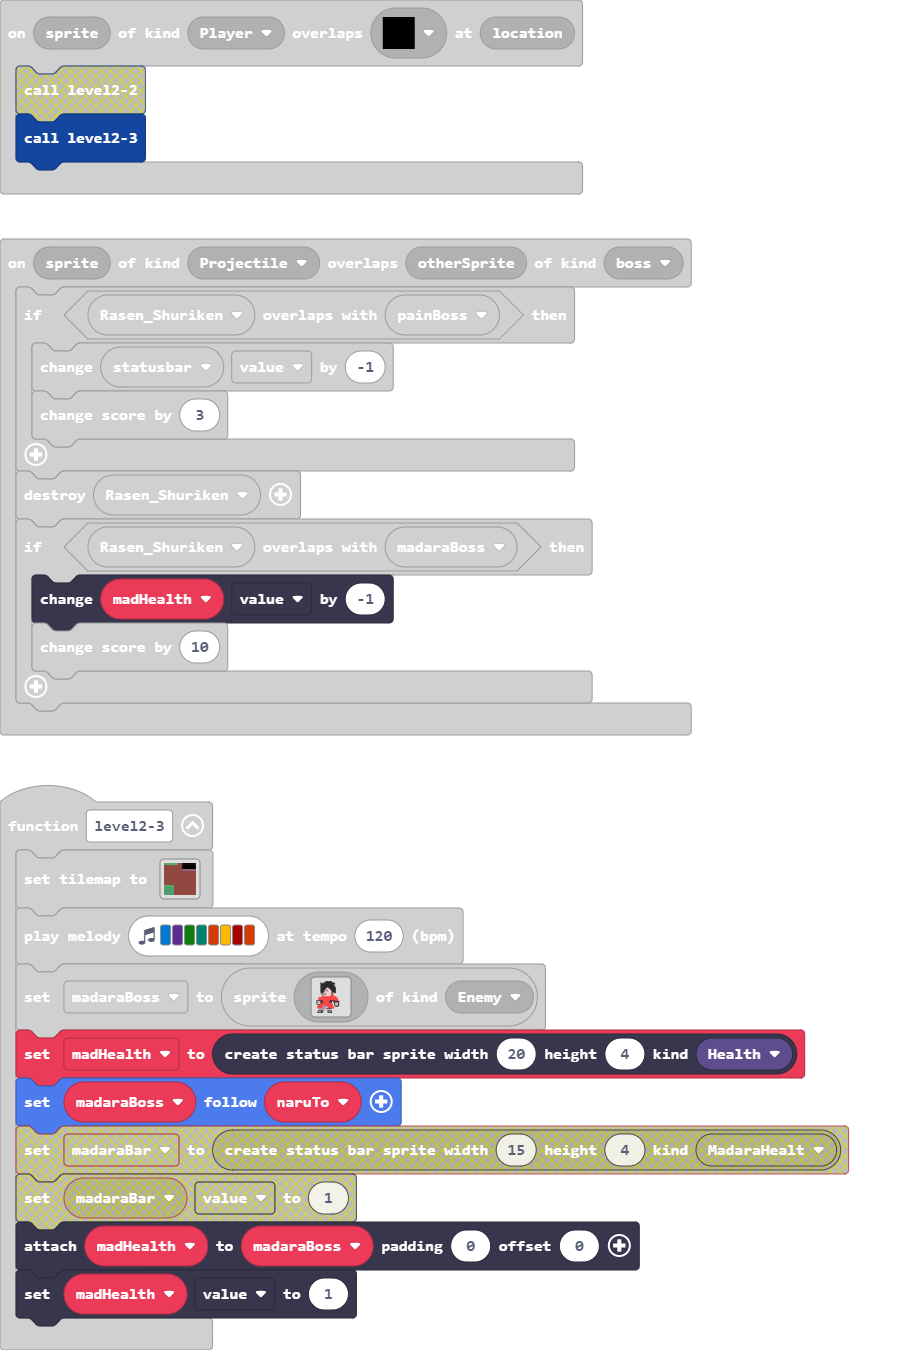 on sprite of kind Player overlaps at location
call level2-2
call level2-3
on sprite of kind Projectile overlaps otherSprite of kind boss
if Rasen_Shuriken overlaps with painBoss then
change statusbar value by -1
change score by 3
destroy Rasen_Shuriken
if Rasen_Shuriken overlaps with madaraBoss then
change madHealth value by -1
change score by 10
function level2-3
set tilemap to
play melody at tempo 120 (bpm)
set madaraBoss to sprite of kind Enemy
set madHealth to create status bar sprite width 20 height 4 kind Health
set madaraBoss follow naruTo
set madaraBar to create status bar sprite width 15 height 4 kind MadaraHealt
set madaraBar value to 1
attach madHealth to madaraBoss padding 0 offset 0
set madHealth value to 1